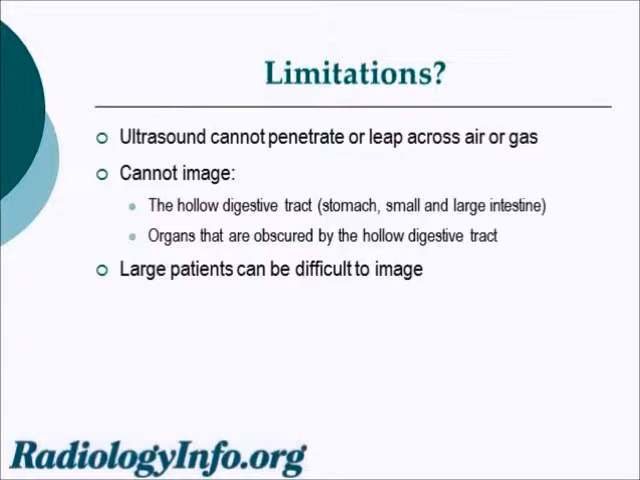 Limitations?
Ultrasound cannot penetrate or leap across air or gas
Cannot image:
The hollow digestive tract (stomach, small and large intestine)
Organs that are obscured by the hollow digestive tract
Large patients can be difficult to image
RadiologyInfo.org